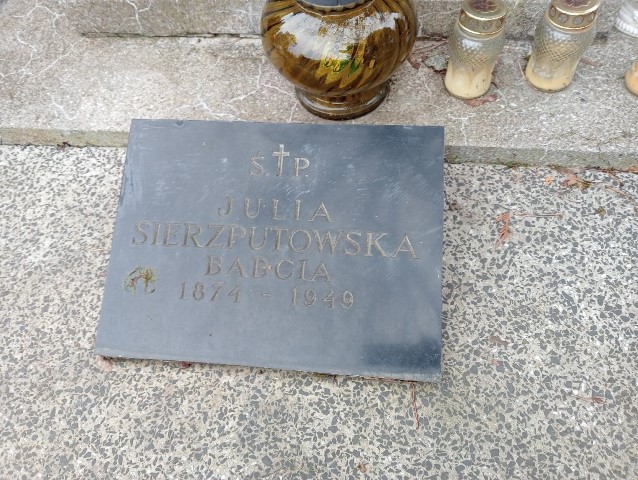 Ś † P
JULIA
SIERZPUTOWSKA
BABCIA
1874 - 1949